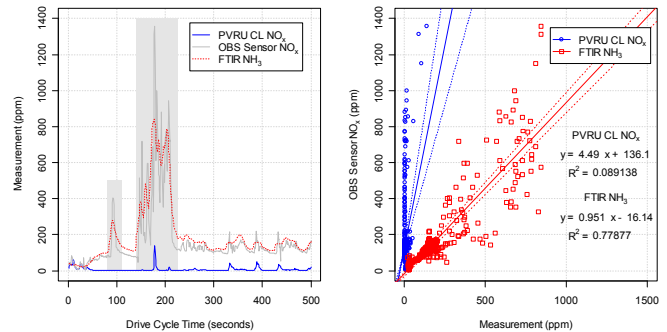 PVRU CL NOx
OBS Sensor NOx
FTIR NH3
Measurement (ppm)
1400
1200
1000
800
600
400
200
0
0 100 200 300 400 500
Drive Cycle Time (seconds)
PVRU CL NOx
FTIR NH3
OBS Sensor NOx (ppm)
1400
1200
1000
800
600
400
200
0
PVRU CL NOx
y= 4.49 x+ 136.1
R2 = 0.089138
FTIR NH3
y= 0.951 x- 16.14
R2 = 0.77877
0 500 1000 1500
Measurement (ppm)